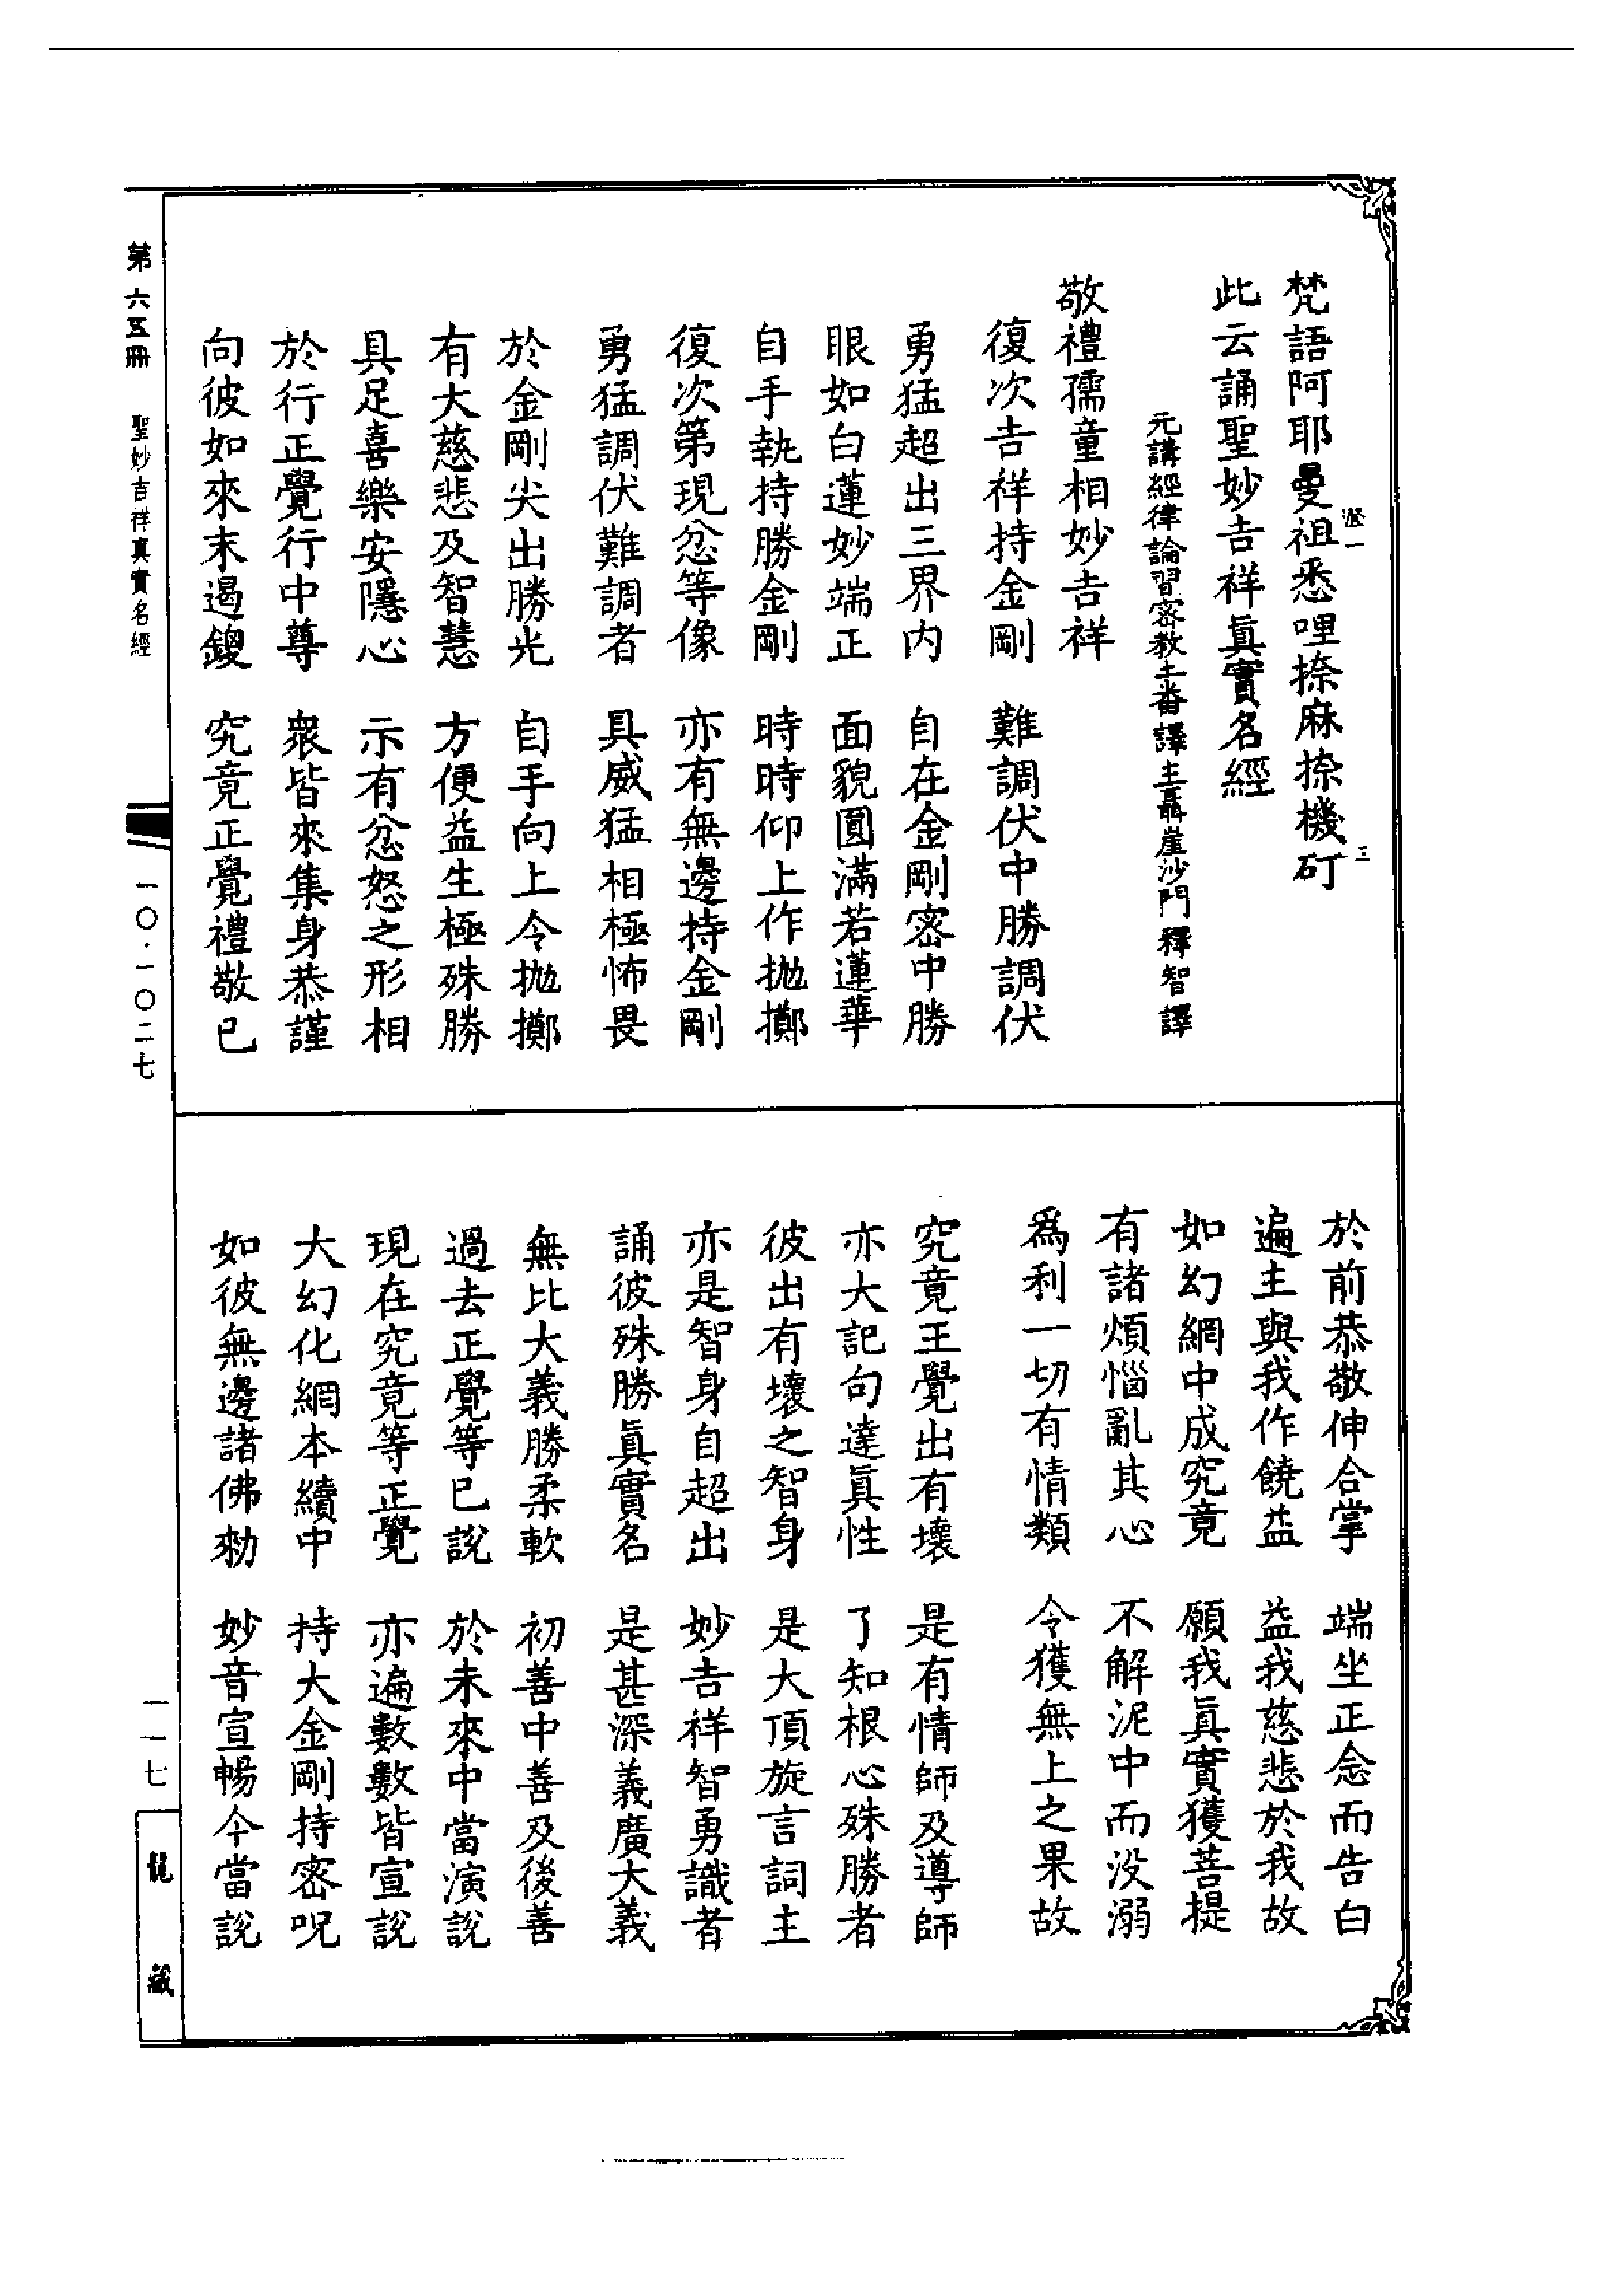 梵語阿耶曼祖悉哩捺麻捺機矴
此云誦聖妙吉祥眞實名經
元講經律論習密教土番譯主聶崖沙門釋智譯
敬禮孺童相妙吉祥
復次吉祥持金剛　難調伏中勝調伏
勇猛超出三界內　自在金剛密中勝
眼如白蓮妙端正　面貌圓滿若蓮華
自手執持勝金剛　時時仰上作拋擲
復次第現忿等像　亦有無邊持金剛
勇猛調伏難調者　具威猛相極怖畏
於金剛尖出勝光　自手向上令拋擲
有大慈悲及智慧　方便益生極殊勝
具足喜樂安隱心　示有忿怒之形相
於行正覺行中尊　衆皆來集身恭謹
向彼如來末遏鑁　究竟正覺禮敬已
於前恭敬伸合掌　端坐正念而告白
遍主與我作饒益　益我慈悲於我故
如幻網中成究竟　願我眞實獲菩提
有諸煩惱亂其心　不解泥中而没溺
爲利一切有情類　令獲無上之果故
究竟王覺出有壞　是有情師及導師
亦大記句達眞性　了知根心殊勝者
彼出有壞之智身　是大頂旋言詞主
亦是智身自超出　妙吉祥智勇識者
誦彼殊勝眞實名　是甚深義廣大義
無比大義勝柔軟　初善中善及後善
過去正覺等已說　於未來中當演說
現在究竟等正覺　亦遍數數皆宣說
大幻化網本續中　持大金剛持密呪
如彼無邊諸佛勑　妙音宣暢今當說
第六五冊　聖妙吉祥真實名經
一〇·一〇二七
一一七
龍藏